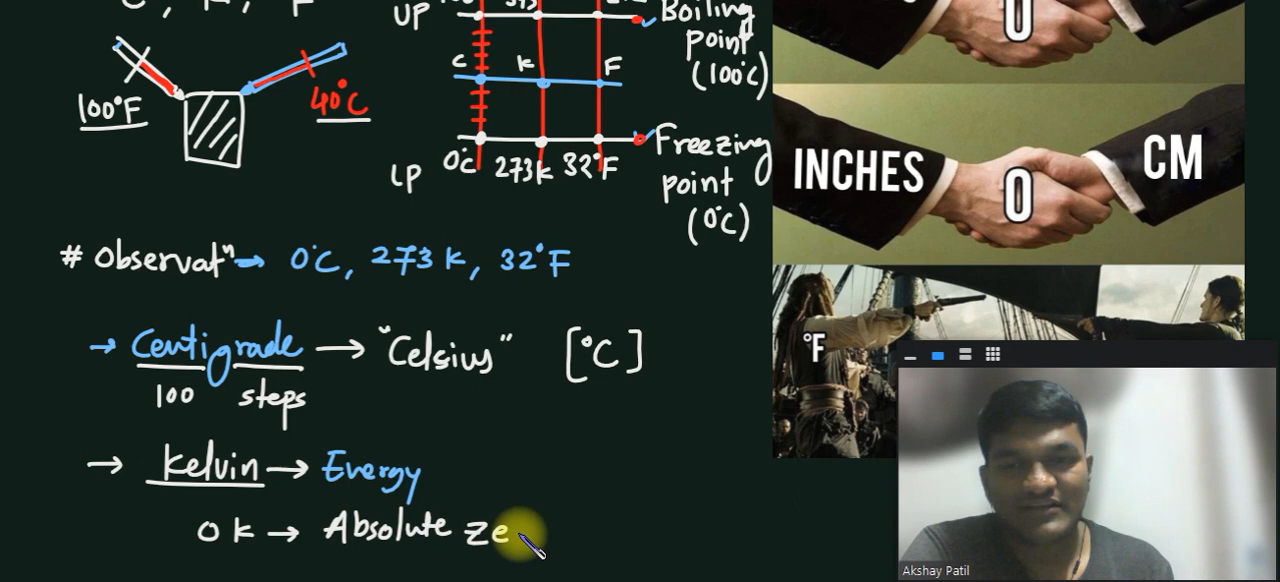 UP
Boiling
point
(100°C)
C K F
100°F
40°C
0°C 273K 32°F
LP
Freezing
point
(0°C)
# Observatⁿ → 0°C, 273 K, 32°F
→ Centigrade → "Celsius" [°C]
100 steps
→ Kelvin → Energy
0 K → Absolute Ze
0
INCHES 0 CM
°F
Akshay Patil